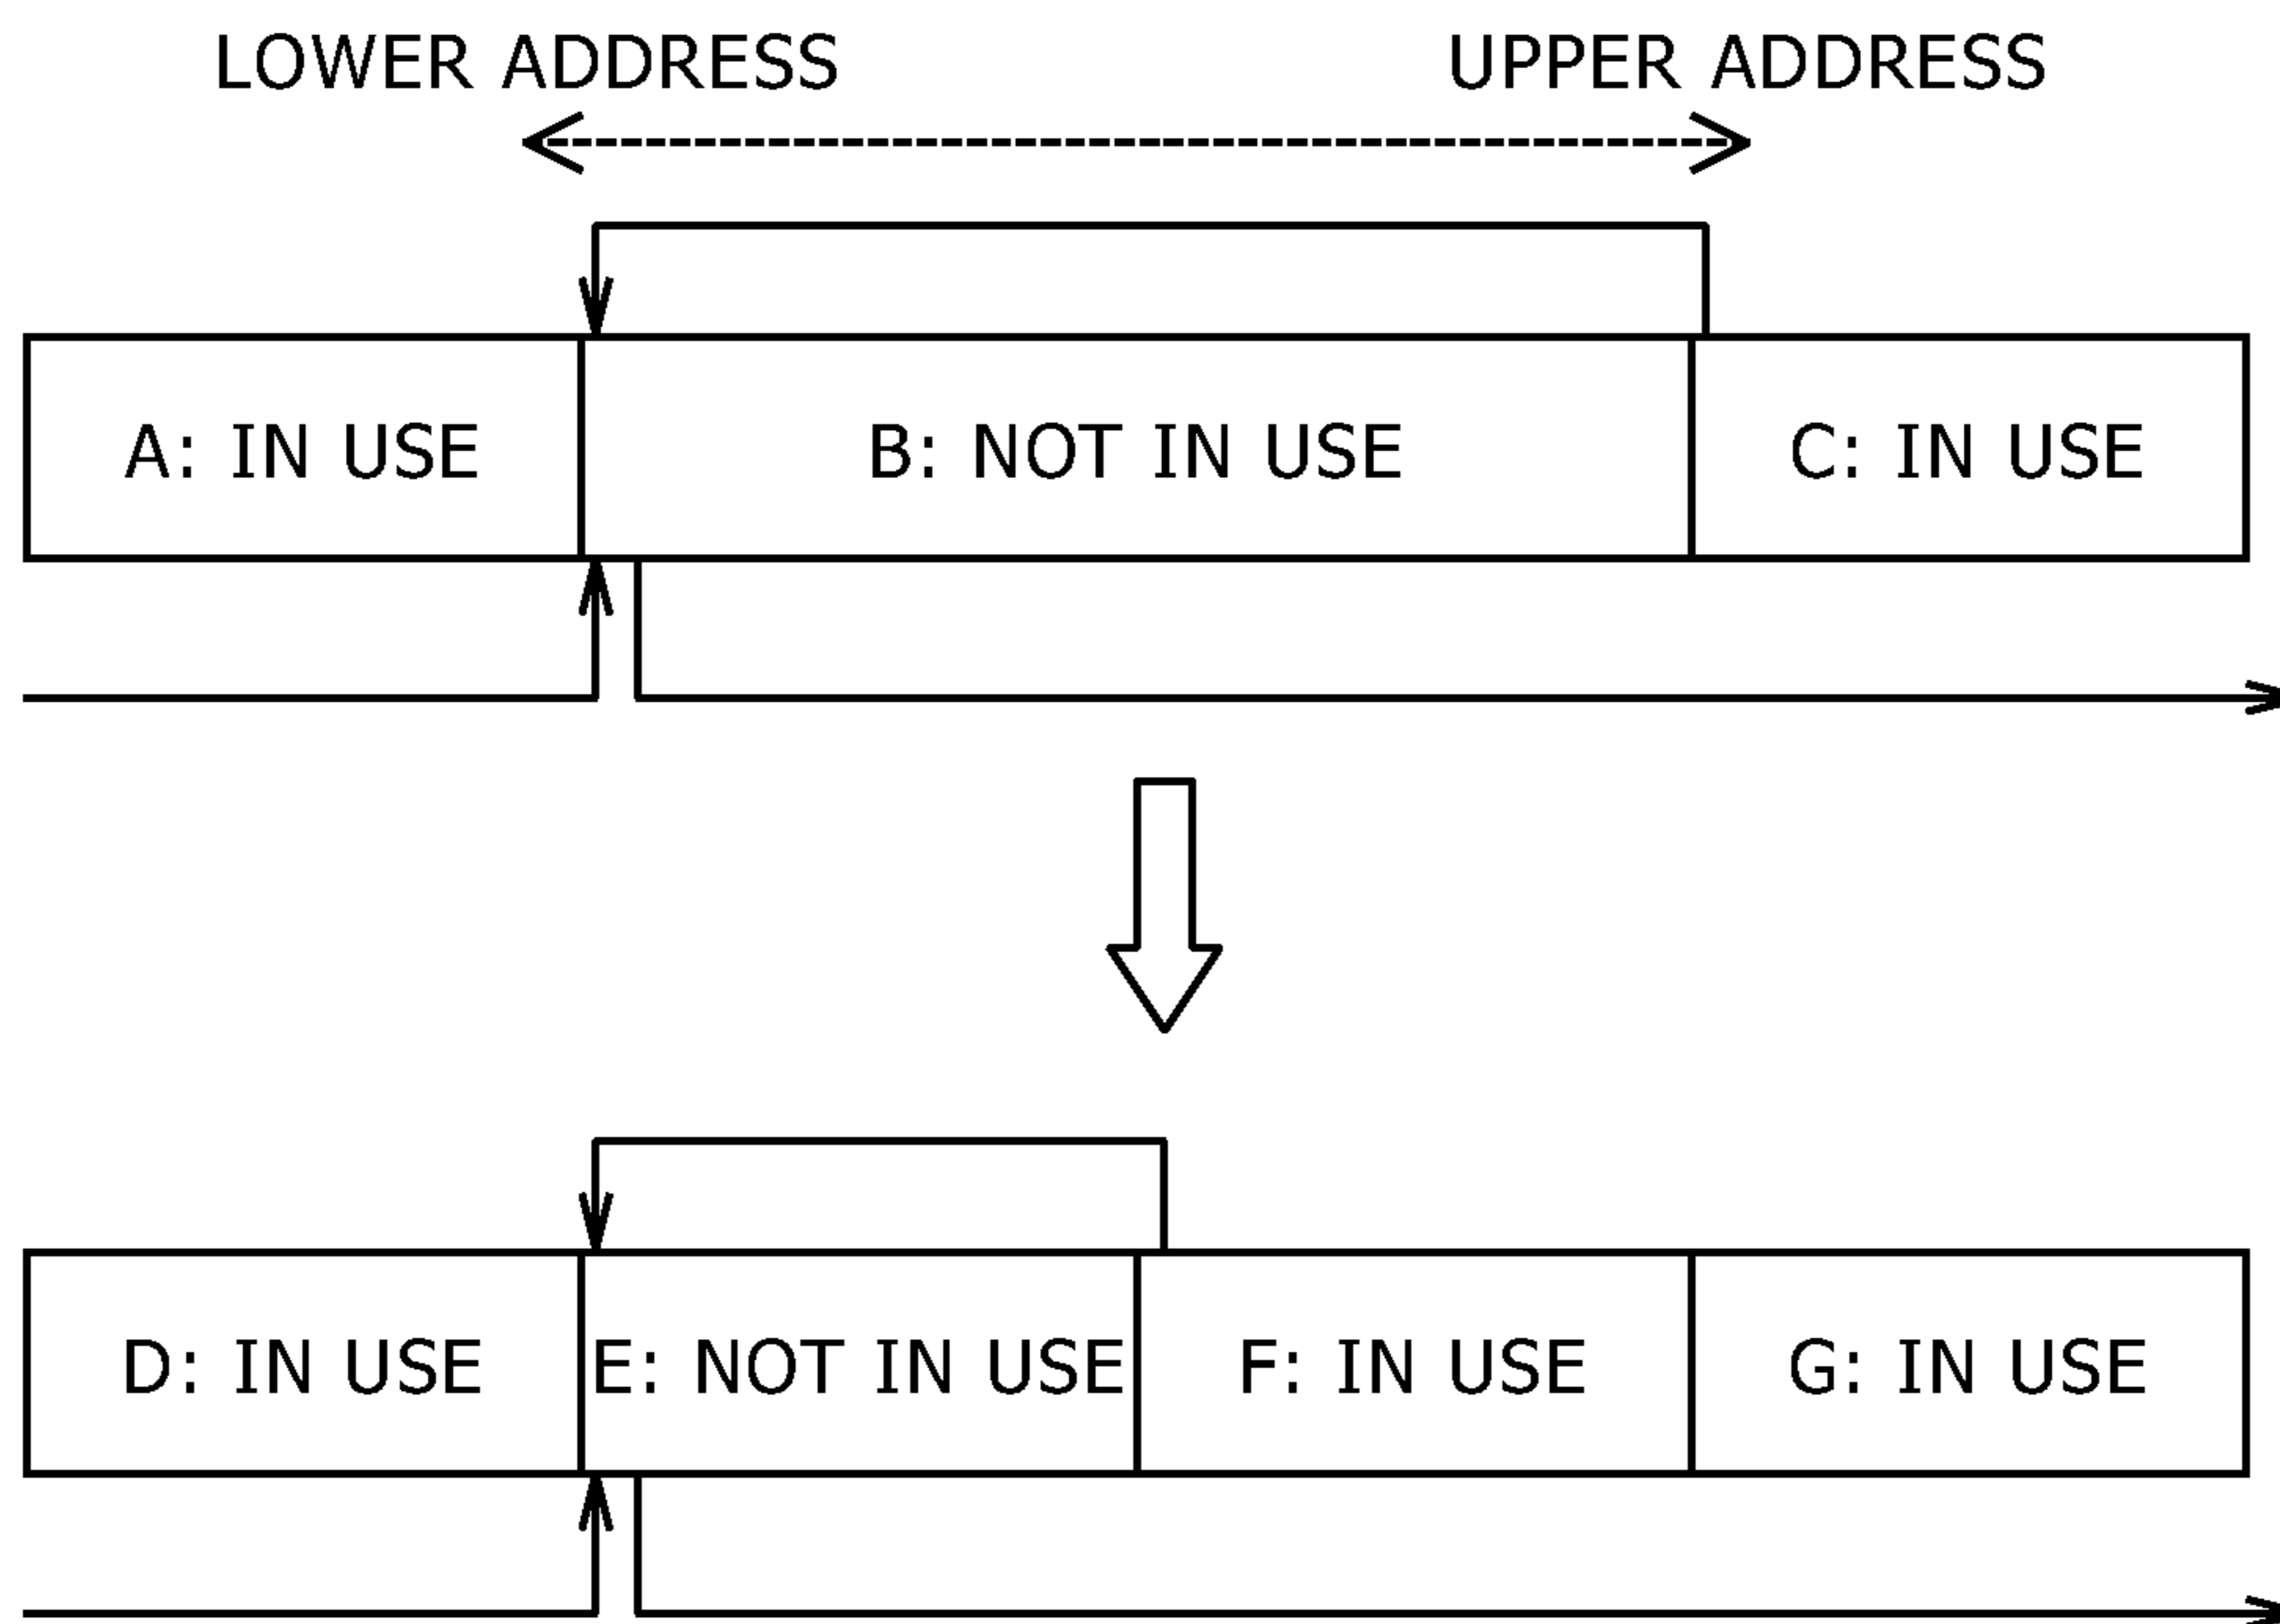 LOWER ADDRESS UPPER ADDRESS
A: IN USE B: NOT IN USE C: IN USE
D: IN USE E: NOT IN USE F: IN USE G: IN USE